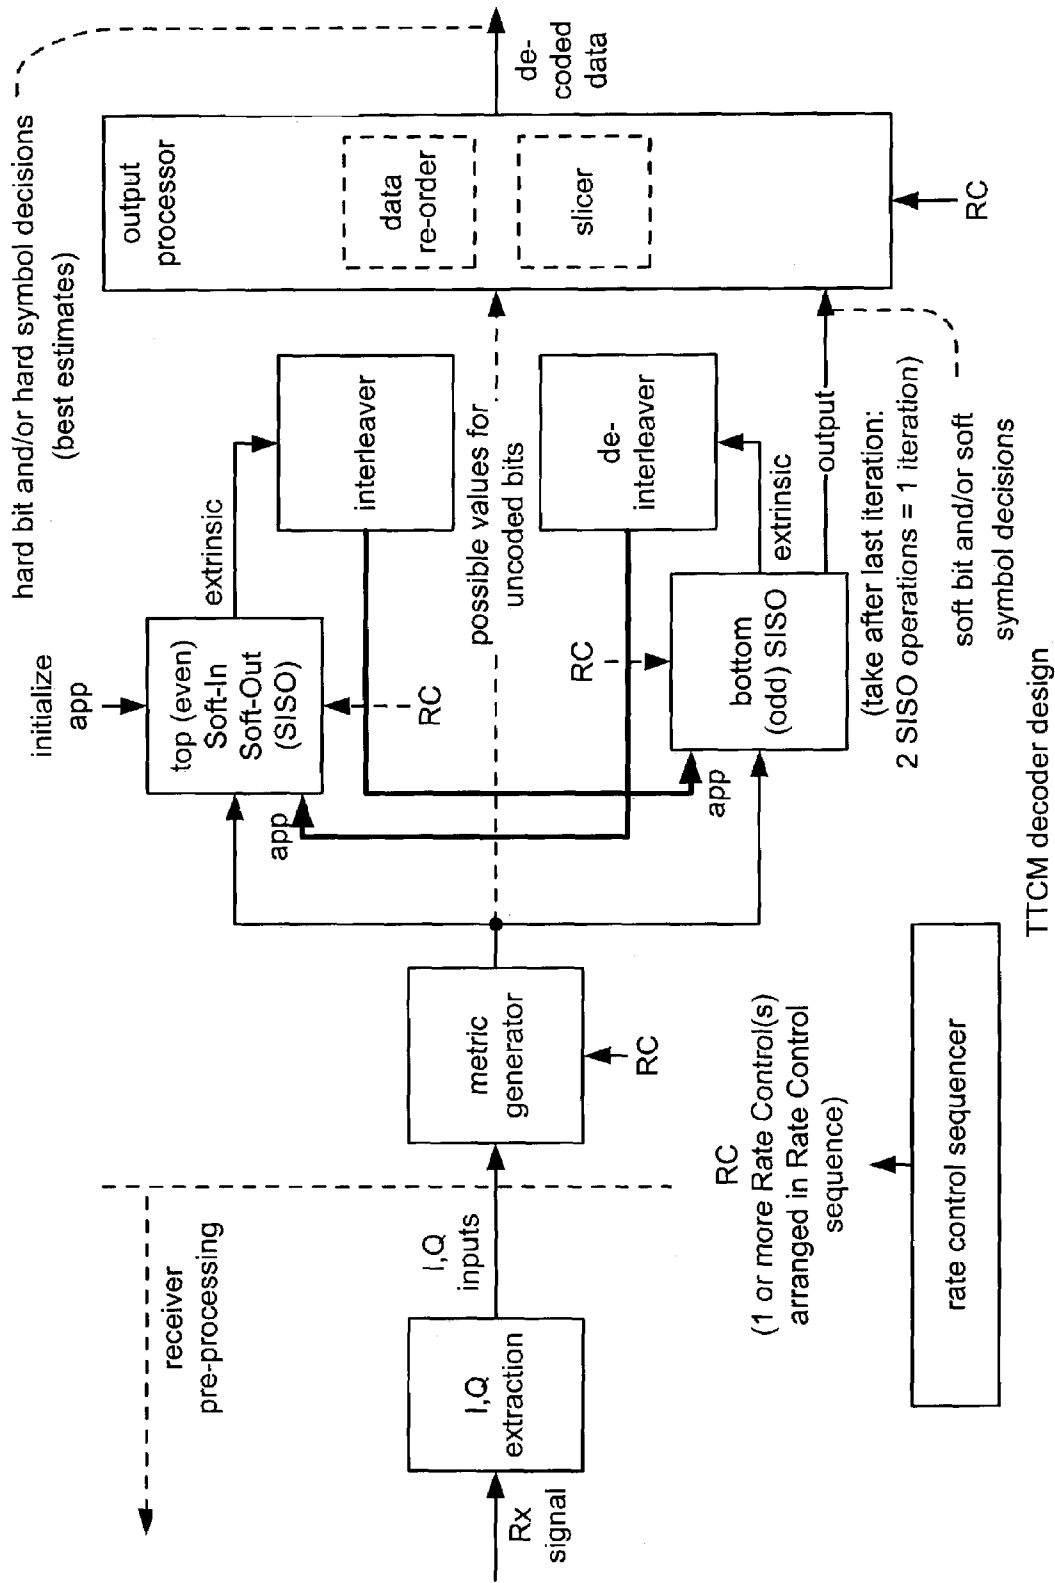 hard bit and/or hard symbol decisions
(best estimates)
initialize
app
receiver
pre-processing
Rx
signal
I,Q
extraction
I,Q
inputs
metric
generator
RC
top (even)
Soft-In
Soft-Out
(SISO)
app
RC
extrinsic
interleaver
possible values for
uncoded bits
de-
interleaver
extrinsic
RC
bottom
(odd) SISO
app
output
(take after last iteration:
2 SISO operations = 1 iteration)
soft bit and/or soft
symbol decisions
output
processor
data
re-order
slicer
RC
de-
coded
data
RC
(1 or more Rate Control(s)
arranged in Rate Control
sequence)
rate control sequencer
TTCM decoder design